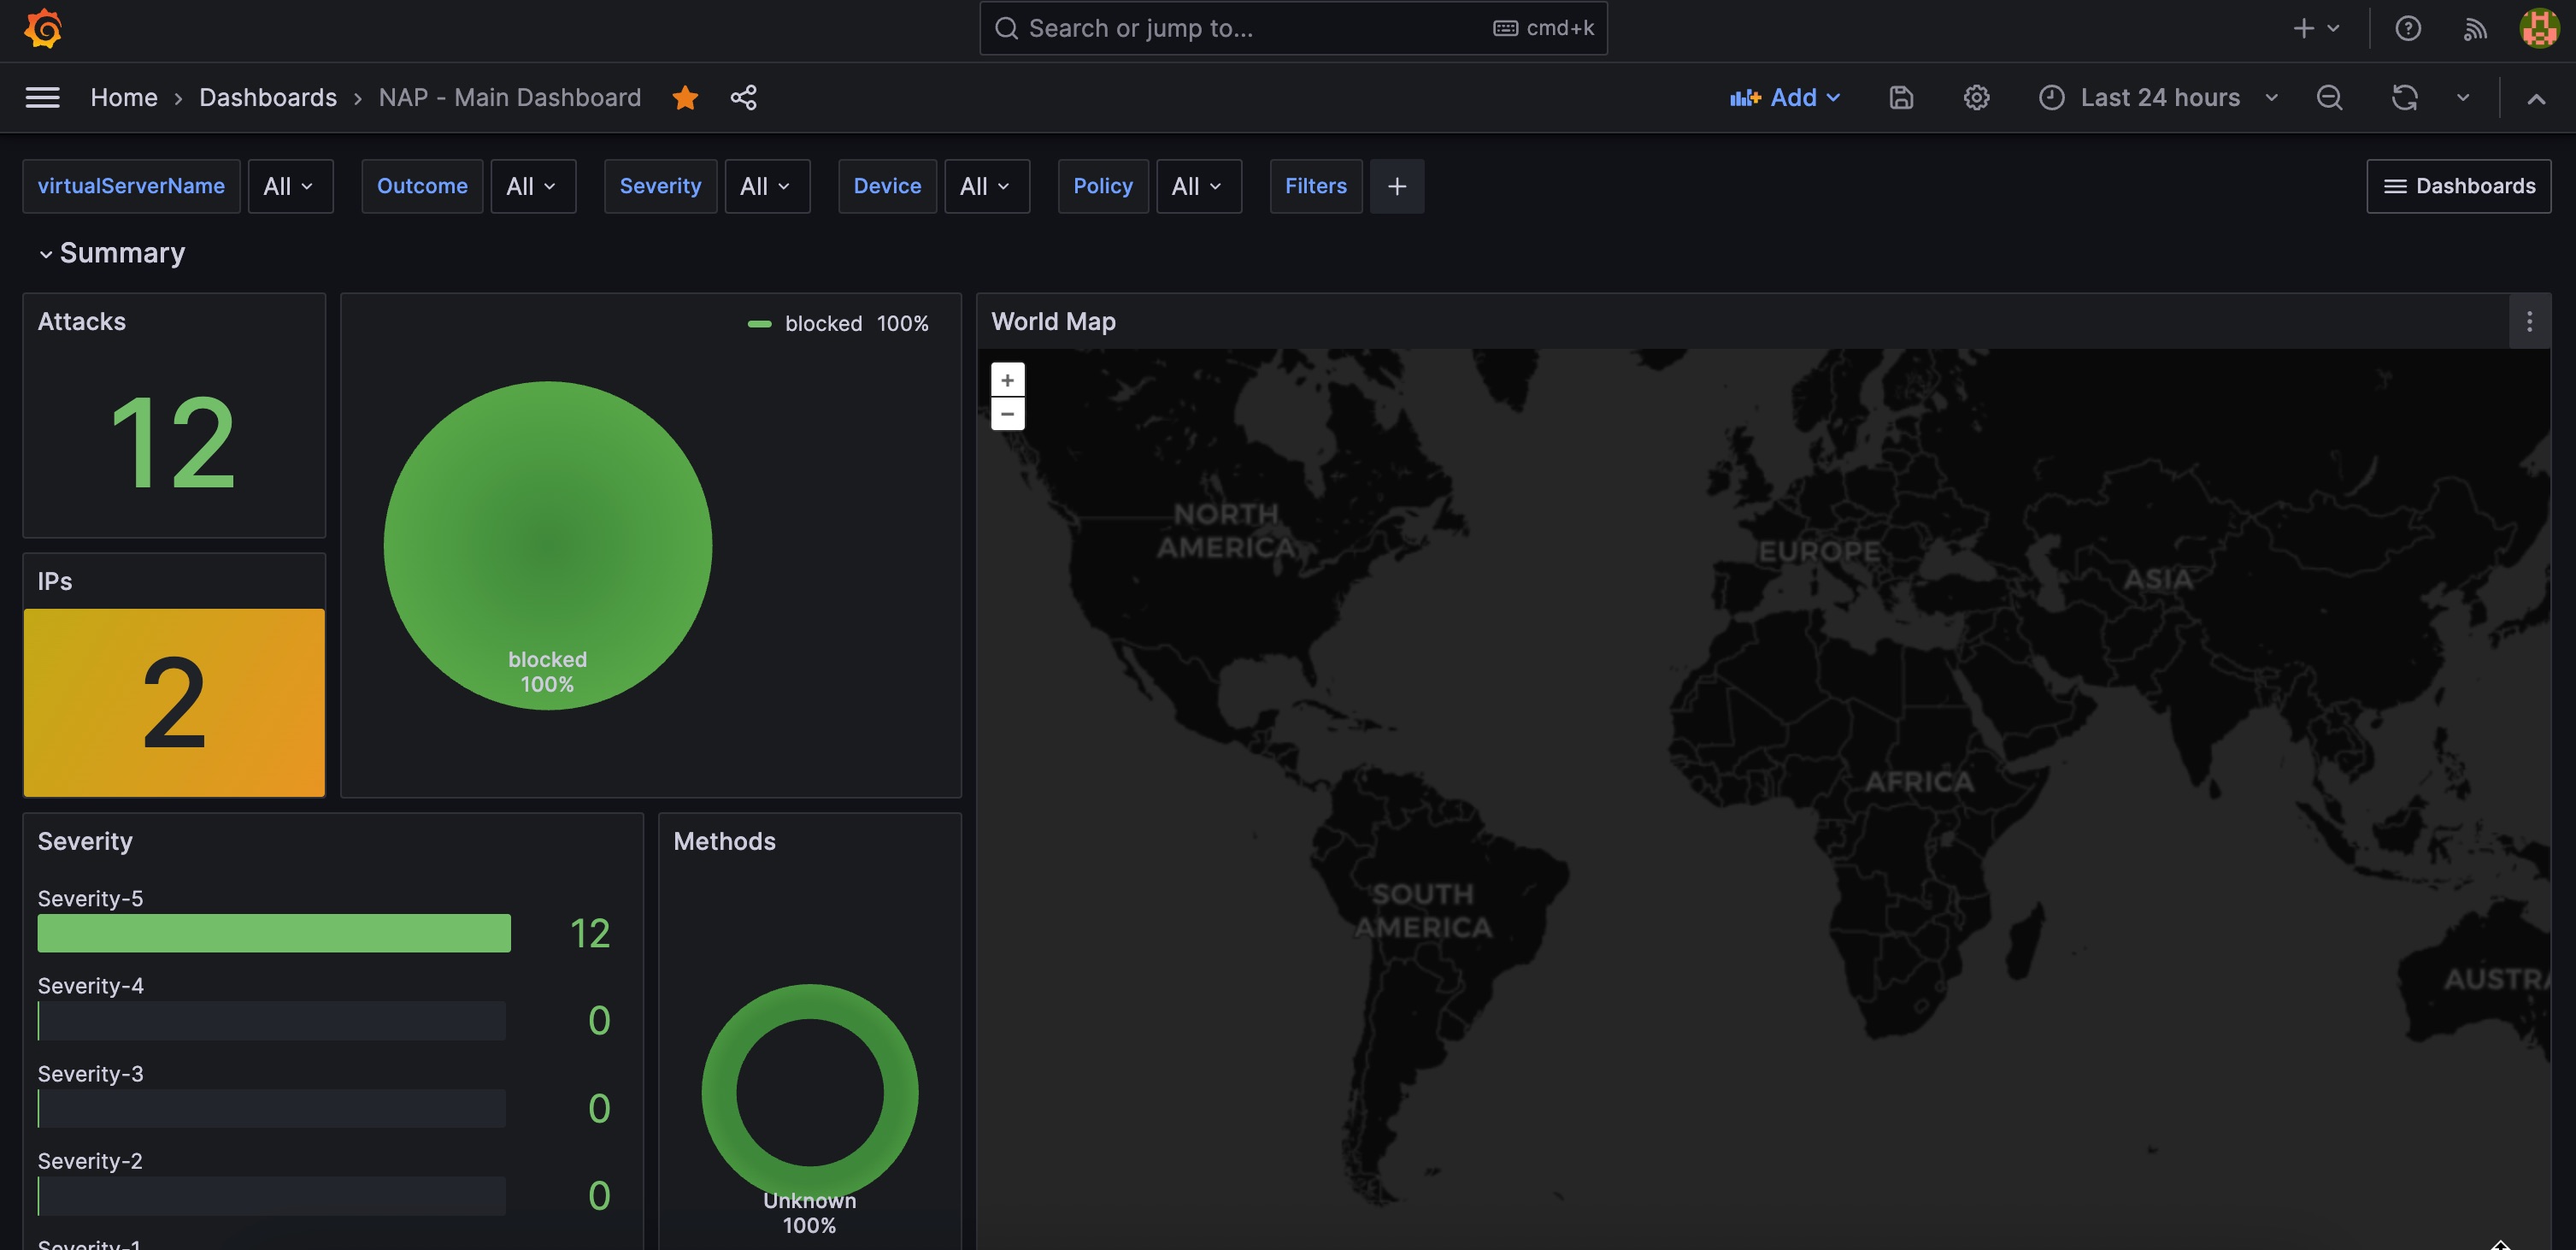 Search or jump to...
cmd+k
Home
Dashboards
NAP - Main Dashboard
Add
Last 24 hours
virtualServerName
All
Outcome
All
Severity
All
Device
All
Policy
All
Filters
Dashboards
Summary
Attacks
12
blocked 100%
blocked
100%
IPs
2
World Map
+
−
NORTH
AMERICA
EUROPE
ASIA
AFRICA
SOUTH
AMERICA
AUSTRA
Severity
Severity-5
12
Severity-4
0
Severity-3
0
Severity-2
0
Severity-1
Methods
Unknown
100%